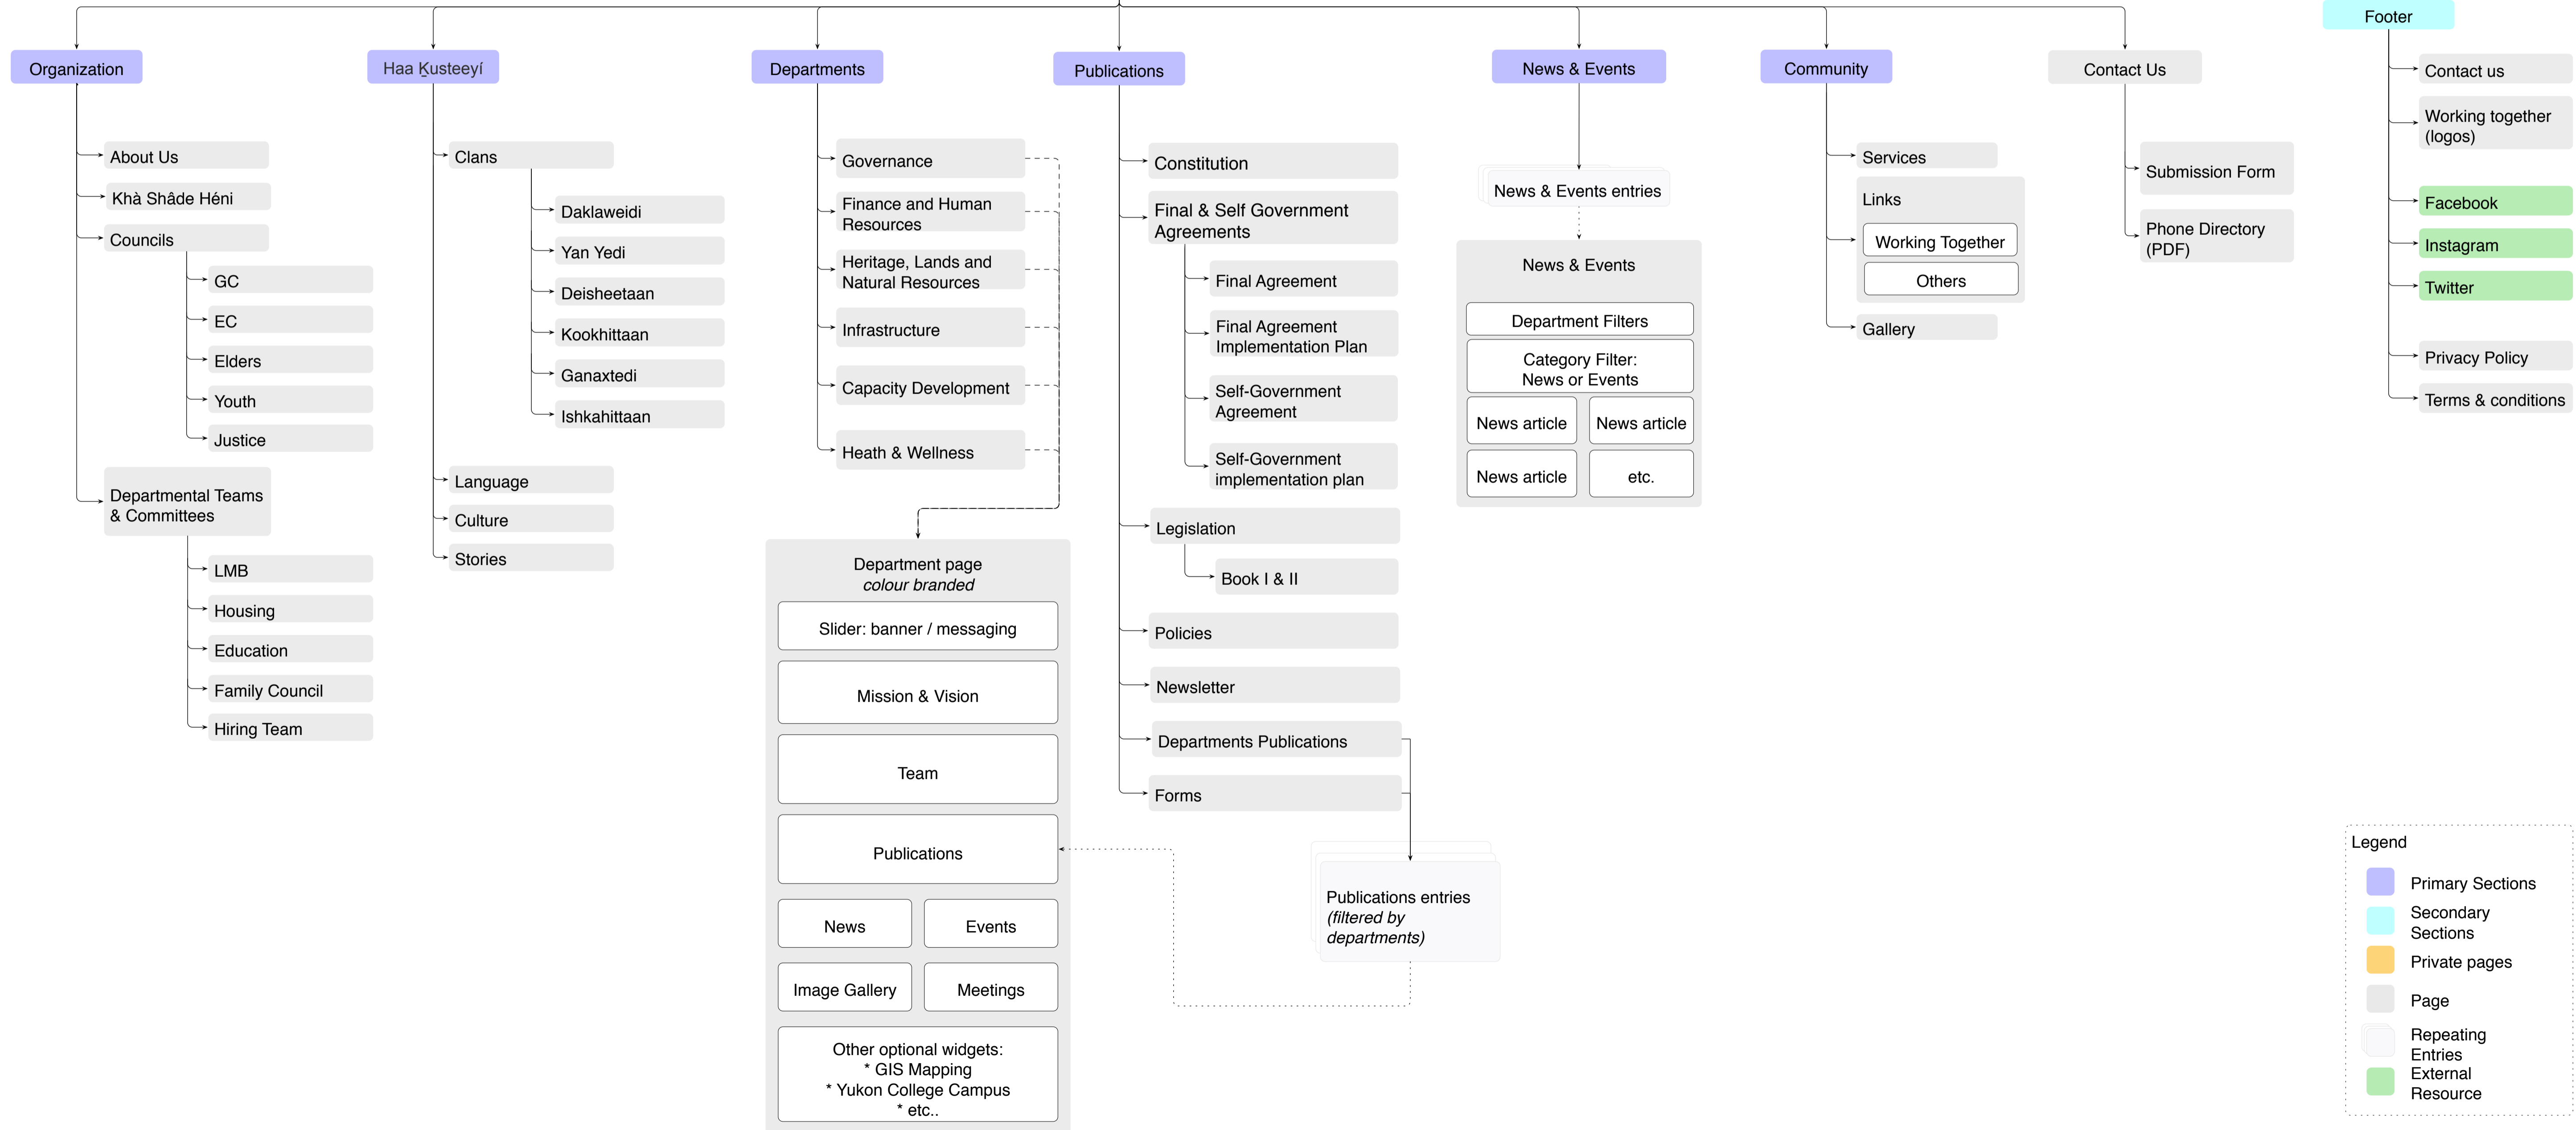 Organization
About Us
Khà Shâde Héni
Councils
GC
EC
Elders
Youth
Justice
Departmental Teams
& Committees
LMB
Housing
Education
Family Council
Hiring Team
Haa Ḵusteeyí
Clans
Daklaweidi
Yan Yedi
Deisheetaan
Kookhittaan
Ganaxtedi
Ishkahittaan
Language
Culture
Stories
Departments
Governance
Finance and Human
Resources
Heritage, Lands and
Natural Resources
Infrastructure
Capacity Development
Heath & Wellness
Department page
colour branded
Slider: banner / messaging
Mission & Vision
Team
Publications
News
Events
Image Gallery
Meetings
Other optional widgets:
* GIS Mapping
* Yukon College Campus
* etc..
Publications
Constitution
Final & Self Government
Agreements
Final Agreement
Final Agreement
Implementation Plan
Self-Government
Agreement
Self-Government
implementation plan
Legislation
Book I & II
Policies
Newsletter
Departments Publications
Forms
Publications entries
(filtered by
departments)
News & Events
News & Events entries
News & Events
Department Filters
Category Filter:
News or Events
News article
News article
News article
etc.
Community
Services
Links
Working Together
Others
Gallery
Contact Us
Submission Form
Phone Directory
(PDF)
Footer
Contact us
Working together
(logos)
Facebook
Instagram
Twitter
Privacy Policy
Terms & conditions
Legend
Primary Sections
Secondary
Sections
Private pages
Page
Repeating
Entries
External
Resource